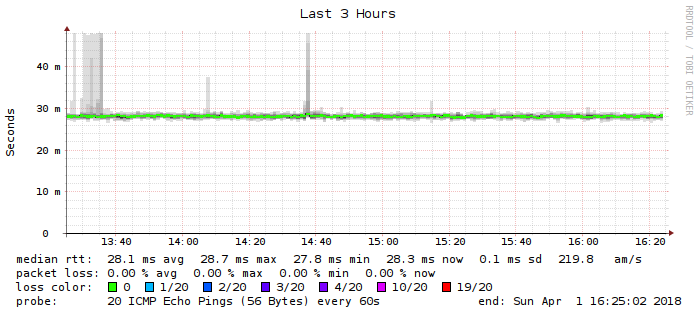 Last 3 Hours
RRDTOOL / TOBI OETIKER
Seconds
40 m
30 m
20 m
10 m
0
13:40 14:00 14:20 14:40 15:00 15:20 15:40 16:00 16:20
median rtt: 28.1 ms avg 28.7 ms max 27.8 ms min 28.3 ms now 0.1 ms sd 219.8 am/s
packet loss: 0.00 % avg 0.00 % max 0.00 % min 0.00 % now
loss color: 0 1/20 2/20 3/20 4/20 10/20 19/20
probe: 20 ICMP Echo Pings (56 Bytes) every 60s end: Sun Apr 1 16:25:02 2018